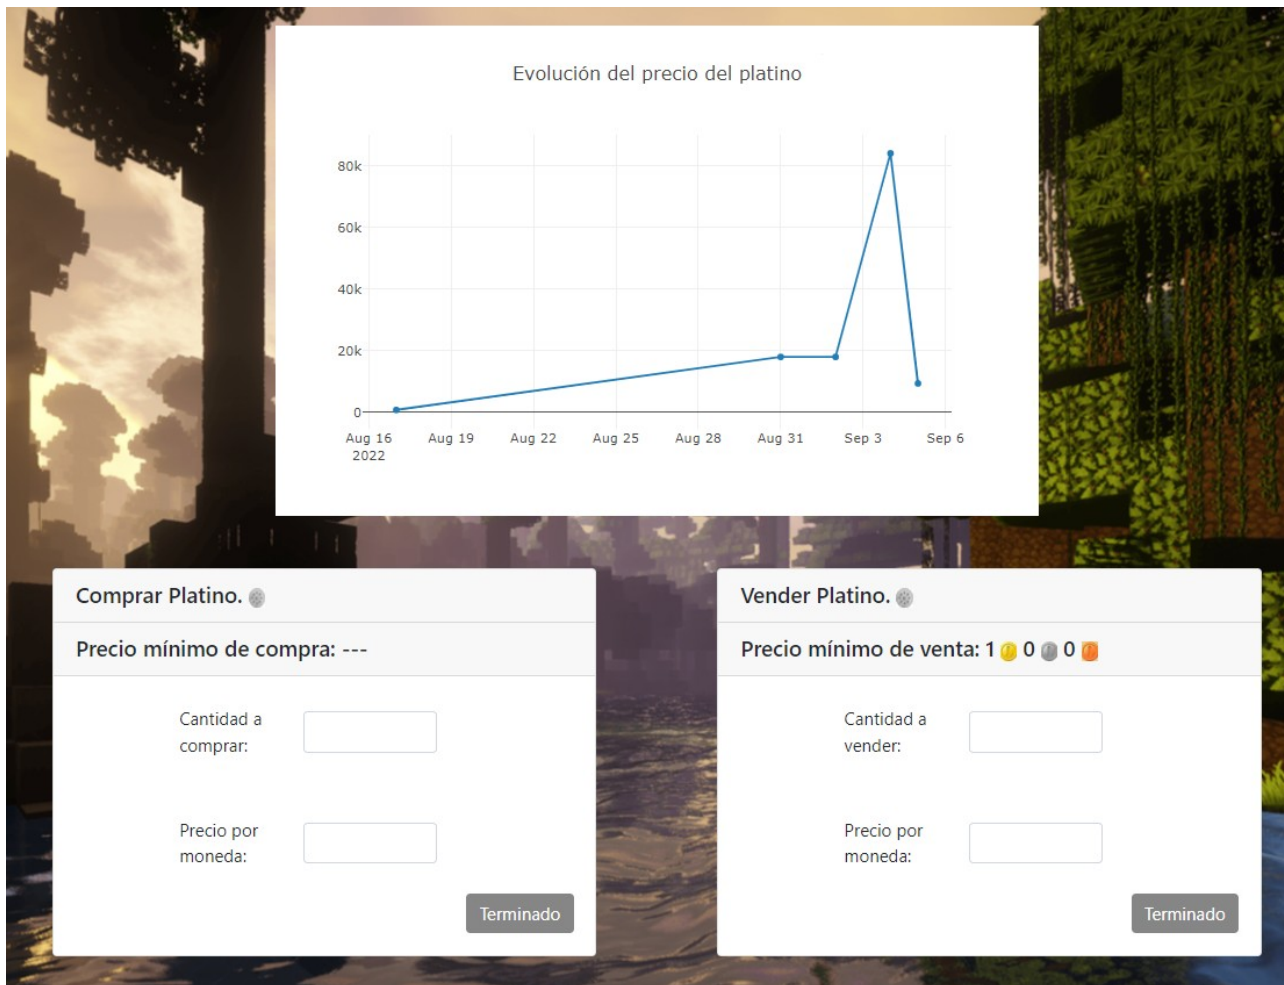 Evolución del precio del platino
80k
60k
40k
20k
0
Aug 16 Aug 19 Aug 22 Aug 25 Aug 28 Aug 31 Sep 3 Sep 6
2022
Comprar Platino.
Precio mínimo de compra: ---
Cantidad a
comprar:
Precio por
moneda:
Terminado
Vender Platino.
Precio mínimo de venta: 1 0 0
Cantidad a
vender:
Precio por
moneda:
Terminado